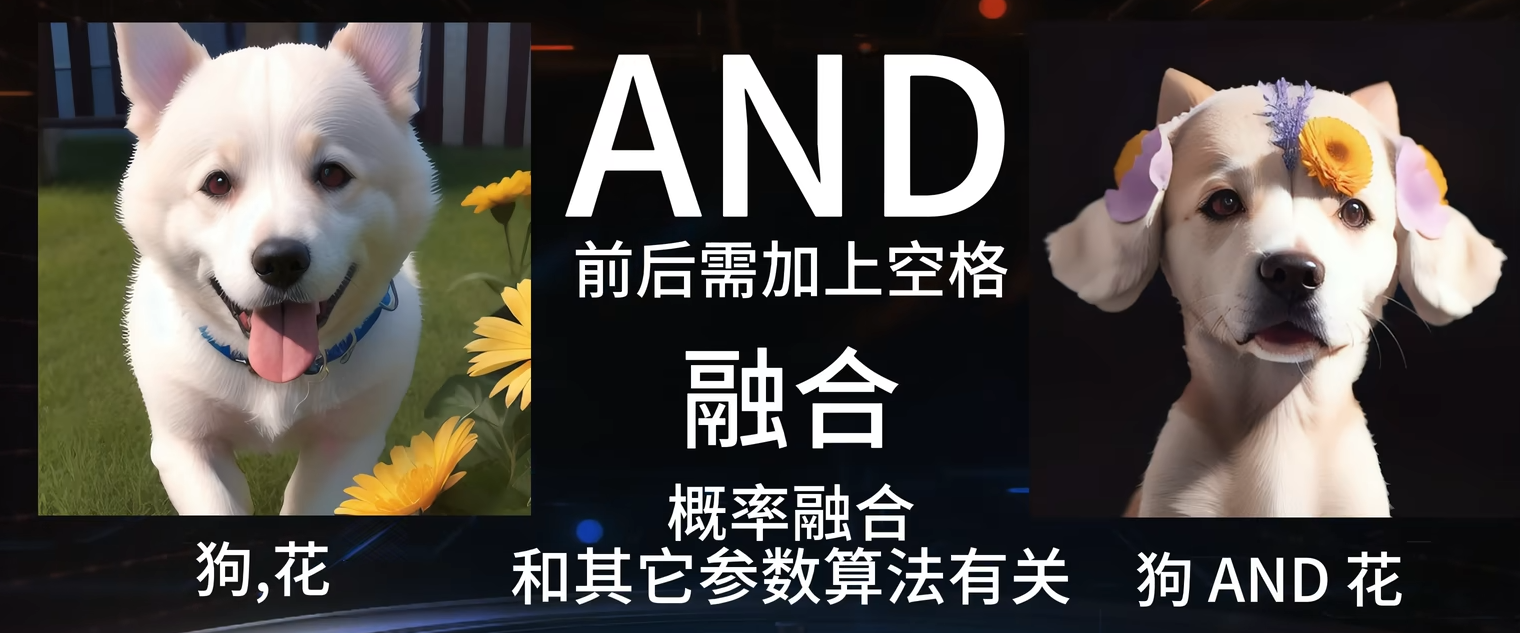 AND
前后需加上空格
融合
概率融合
和其它参数算法有关
狗,花
狗 AND 花